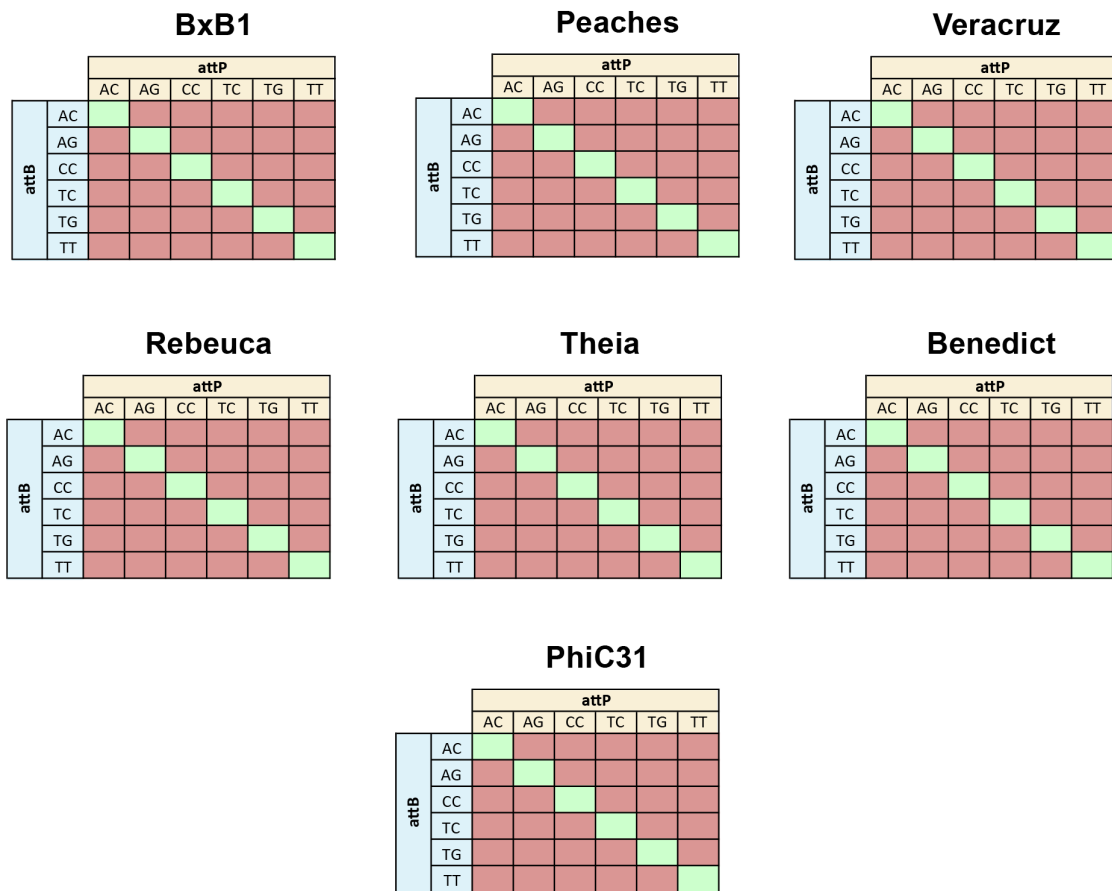 BxB1 Peaches Veracruz
attP attP attP
AC AG CC TC TG TT AC AG CC TC TG TT AC AG CC TC TG TT
attB AC attB AC attB AC
AG AG AG
CC CC CC
TC TC TC
TG TG TG
TT TT TT
Rebeuca Theia Benedict
attP attP attP
AC AG CC TC TG TT AC AG CC TC TG TT AC AG CC TC TG TT
attB AC attB AC attB AC
AG AG AG
CC CC CC
TC TC TC
TG TG TG
TT TT TT
PhiC31
attP
AC AG CC TC TG TT
attB AC
AG
CC
TC
TG
TT